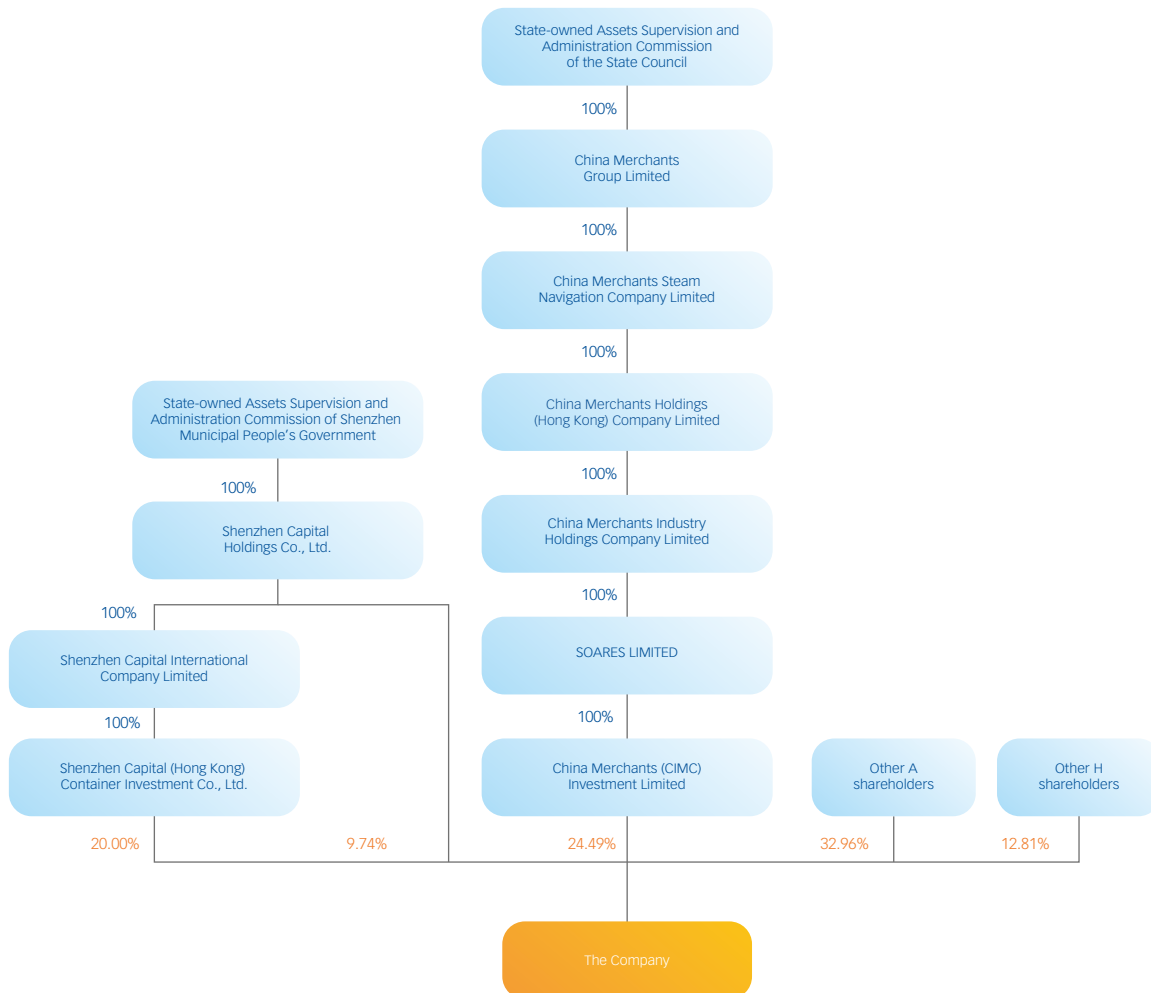 State-owned Assets Supervision and
Administration Commission
of the State Council
100%
China Merchants
Group Limited
100%
China Merchants Steam
Navigation Company Limited
100%
China Merchants Holdings
(Hong Kong) Company Limited
100%
China Merchants Industry
Holdings Company Limited
100%
SOARES LIMITED
100%
China Merchants (CIMC)
Investment Limited
State-owned Assets Supervision and
Administration Commission of Shenzhen
Municipal People's Government
100%
Shenzhen Capital
Holdings Co., Ltd.
100%
Shenzhen Capital International
Company Limited
100%
Shenzhen Capital (Hong Kong)
Container Investment Co., Ltd.
Other A
shareholders
Other H
shareholders
20.00%
9.74%
24.49%
32.96%
12.81%
The Company